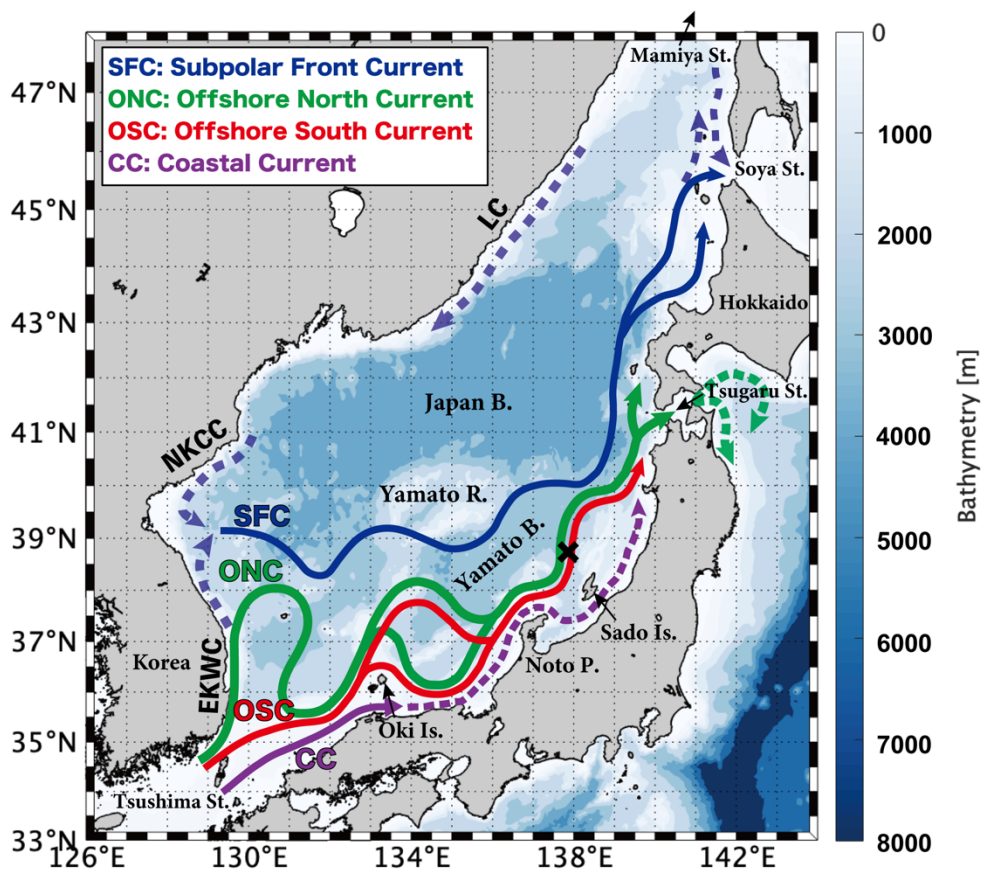 SFC: Subpolar Front Current
ONC: Offshore North Current
OSC: Offshore South Current
CC: Coastal Current
Mamiya St.
Soya St.
LC
Hokkaido
Tsugaru St.
Japan B.
NKCC
Yamato R.
SFC
Yamato B.
ONC
Sado Is.
Korea
Noto P.
EKWC
OSC
Oki Is.
CC
Tsushima St.
47°N
45°N
43°N
41°N
39°N
37°N
35°N
33°N
126°E
130°E
134°E
138°E
142°E
0
1000
2000
3000
4000
5000
6000
7000
8000
Bathymetry [m]